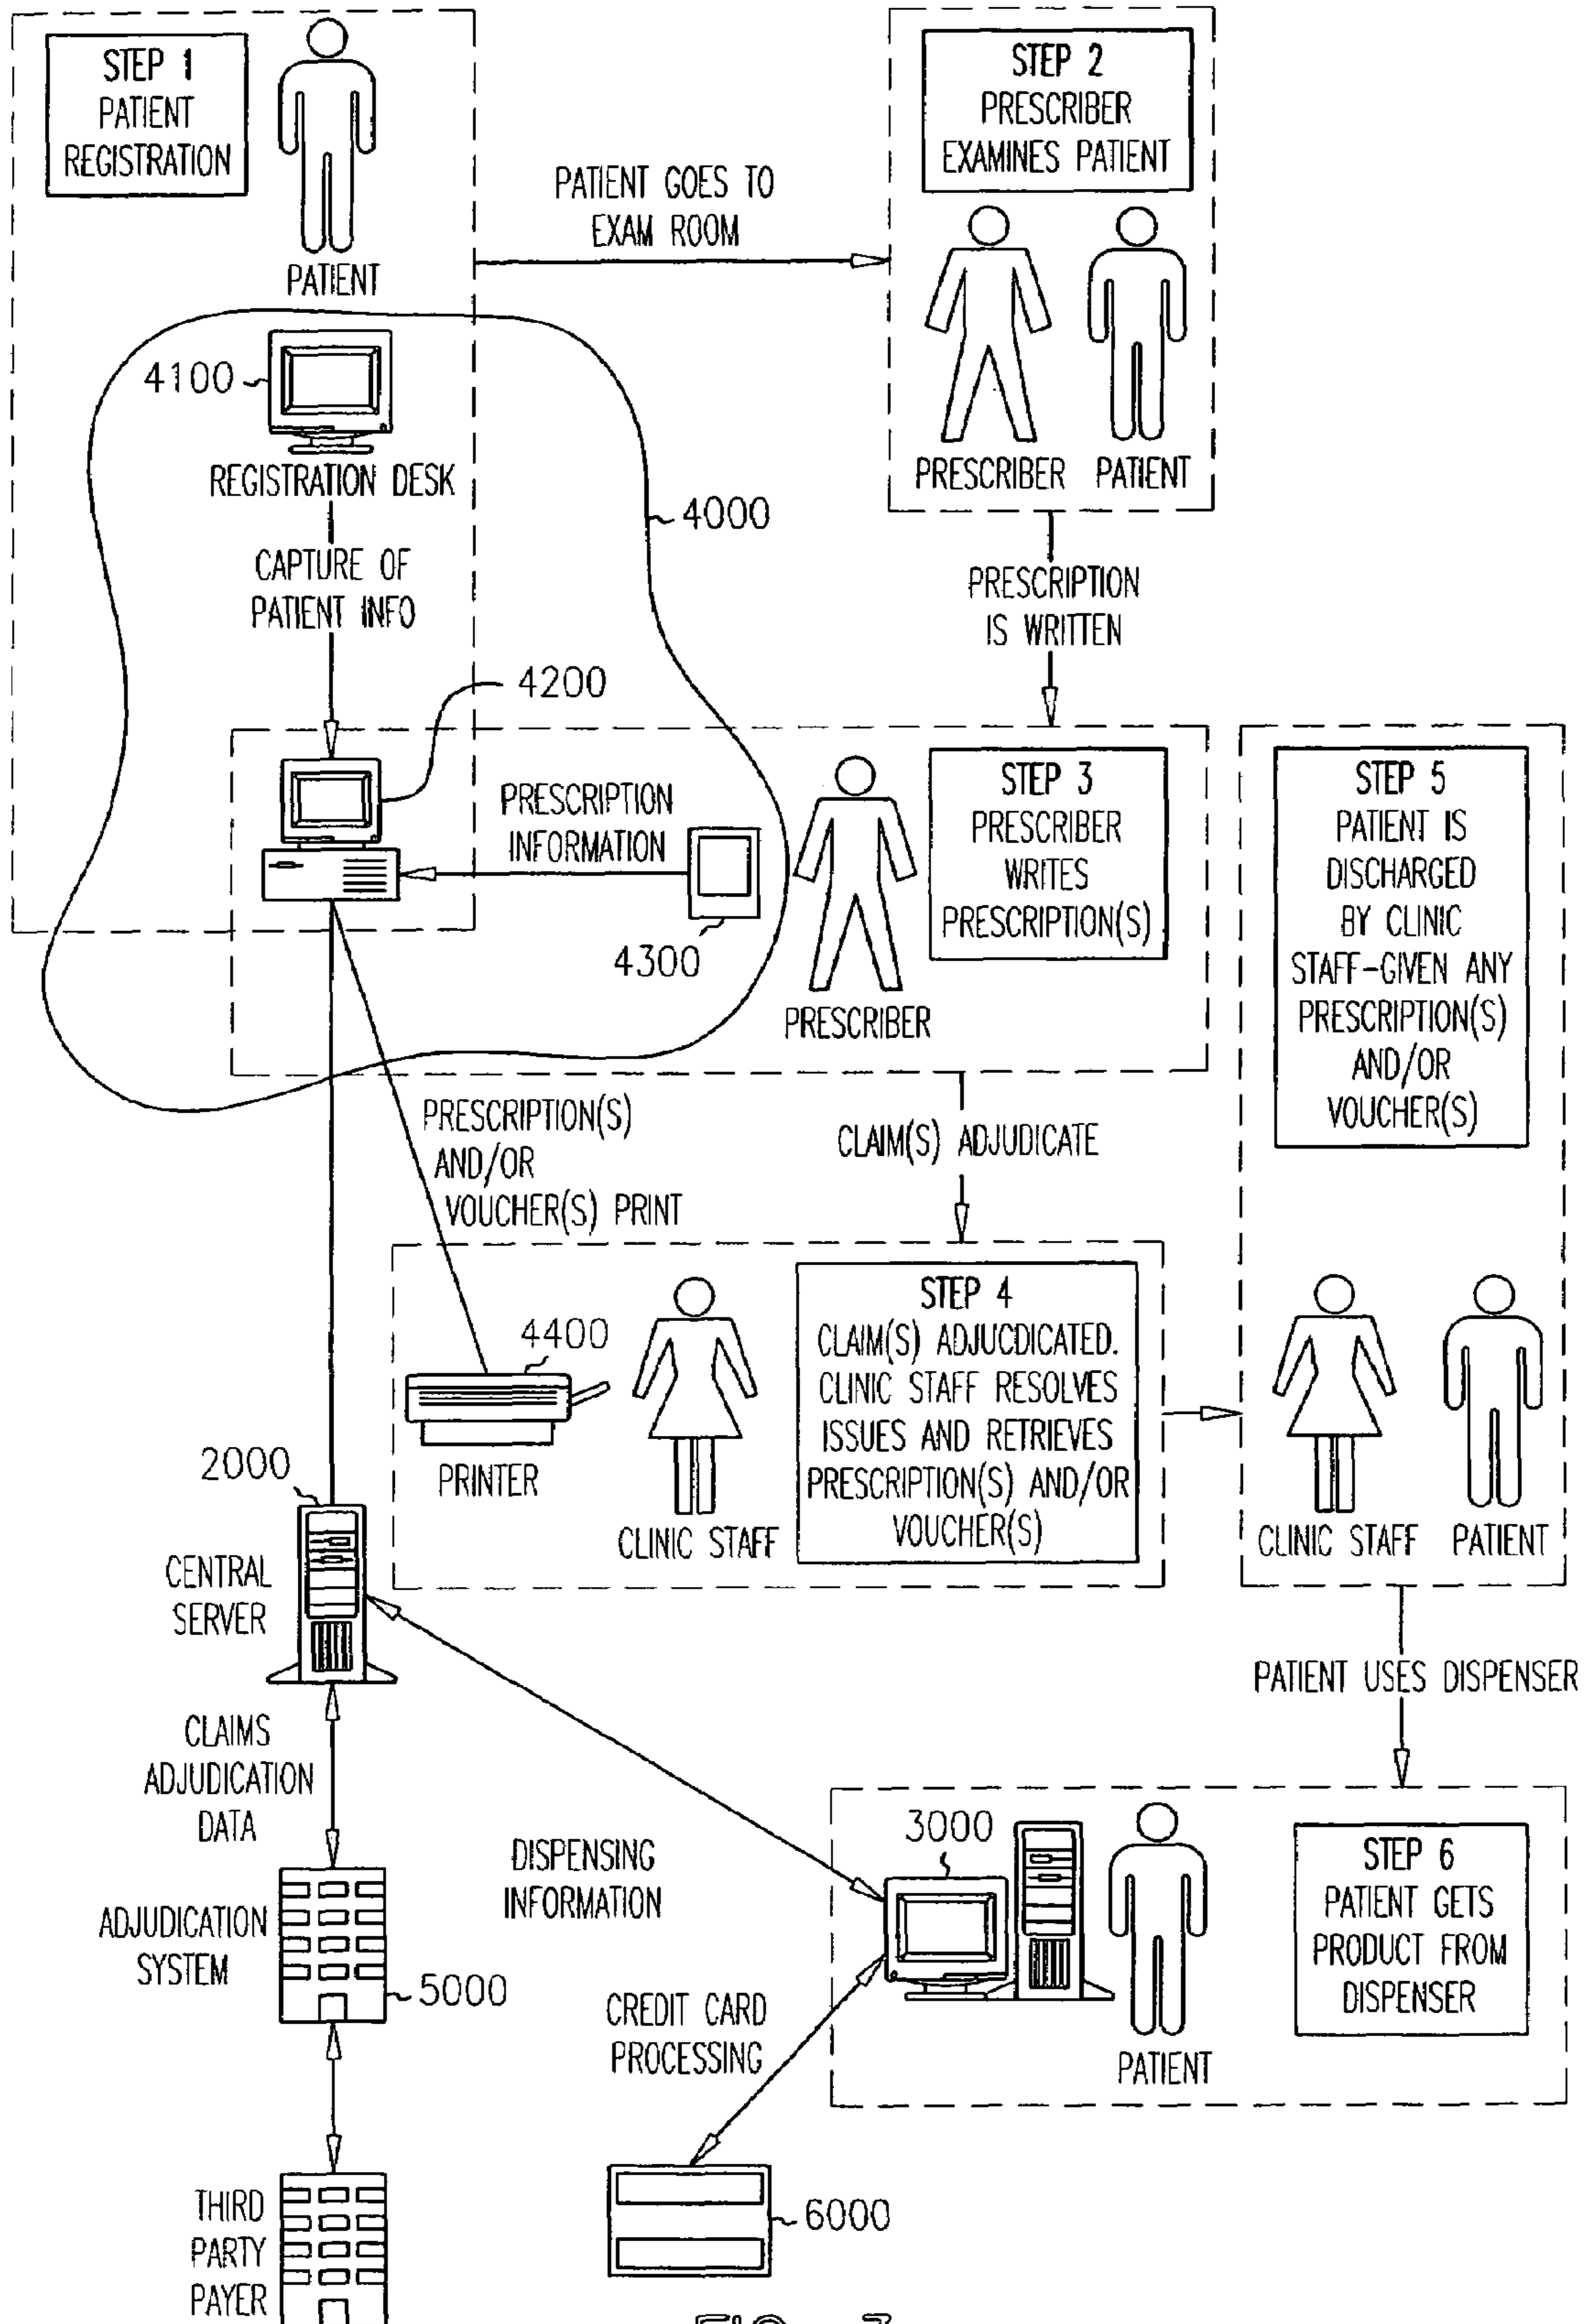 STEP 1
PATIENT
REGISTRATION
PATIENT
STEP 2
PRESCRIBER
EXAMINES PATIENT
PATIENT GOES TO
EXAM ROOM
PRESCRIBER
PATIENT
4100
REGISTRATION DESK
4000
CAPTURE OF
PATIENT INFO
PRESCRIPTION
IS WRITTEN
4200
PRESCRIPTION
INFORMATION
4300
PRESCRIBER
STEP 3
PRESCRIBER
WRITES
PRESCRIPTION(S)
STEP 5
PATIENT IS
DISCHARGED
BY CLINIC
STAFF-GIVEN ANY
PRESCRIPTION(S)
AND/OR
VOUCHER(S)
PRESCRIPTION(S)
AND/OR
VOUCHER(S) PRINT
CLAIM(S) ADJUDICATE
4400
PRINTER
CLINIC STAFF
STEP 4
CLAIM(S) ADJUCDICATED.
CLINIC STAFF RESOLVES
ISSUES AND RETRIEVES
PRESCRIPTION(S) AND/OR
VOUCHER(S)
CLINIC STAFF
PATIENT
2000
CENTRAL
SERVER
PATIENT USES DISPENSER
CLAIMS
ADJUDICATION
DATA
DISPENSING
INFORMATION
3000
PATIENT
STEP 6
PATIENT GETS
PRODUCT FROM
DISPENSER
ADJUDICATION
SYSTEM
5000
CREDIT CARD
PROCESSING
6000
THIRD
PARTY
PAYER